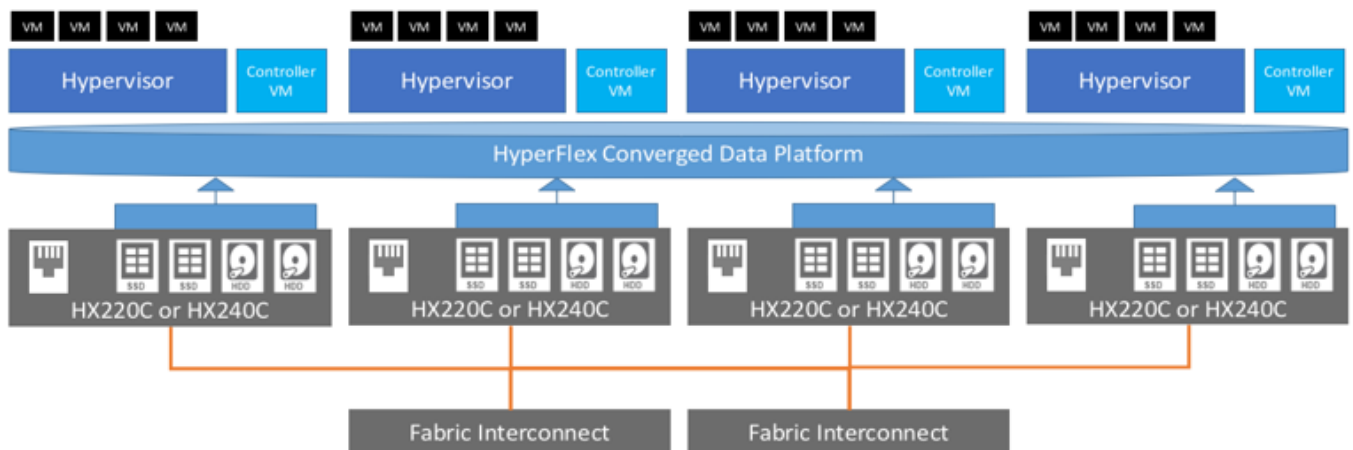 VM VM VM VM VM VM VM VM VM VM VM VM VM VM VM VM
Hypervisor Controller VM Hypervisor Controller VM Hypervisor Controller VM Hypervisor Controller VM
HyperFlex Converged Data Platform
SSD SSD HDD HDD SSD SSD HDD HDD SSD SSD HDD HDD SSD SSD HDD HDD
HX220C or HX240C HX220C or HX240C HX220C or HX240C HX220C or HX240C
Fabric Interconnect Fabric Interconnect